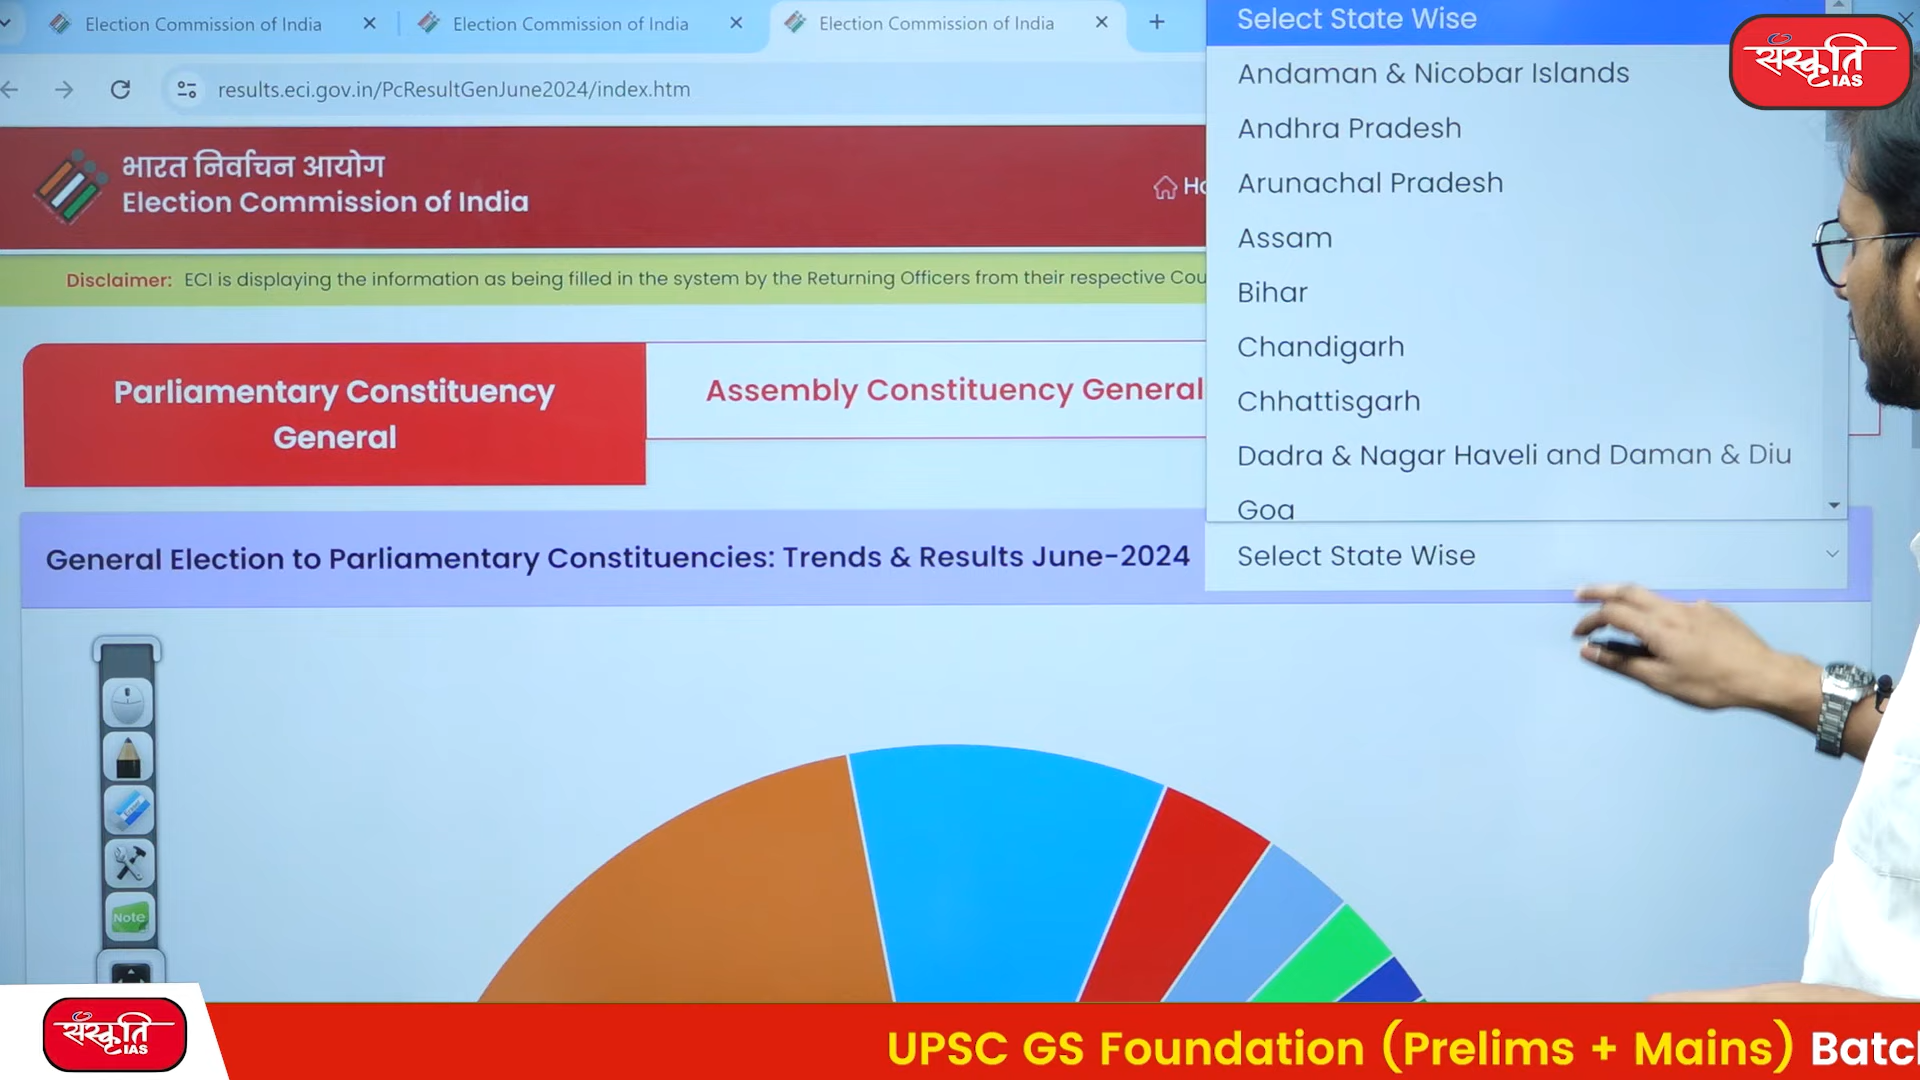 Election Commission of India
Election Commission of India
Election Commission of India
results.eci.gov.in/PcResultGenJune2024/index.htm
भारत निर्वाचन आयोग
Election Commission of India
Disclaimer: ECI is displaying the information as being filled in the system by the Returning Officers from their respective Cou
Parliamentary Constituency
General
Assembly Constituency General
General Election to Parliamentary Constituencies: Trends & Results June-2024
Select State Wise
Andaman & Nicobar Islands
Andhra Pradesh
Arunachal Pradesh
Assam
Bihar
Chandigarh
Chhattisgarh
Dadra & Nagar Haveli and Daman & Diu
Goa
Select State Wise
संस्कृति
IAS
Note
संस्कृति
IAS
UPSC GS Foundation (Prelims + Mains) Batc